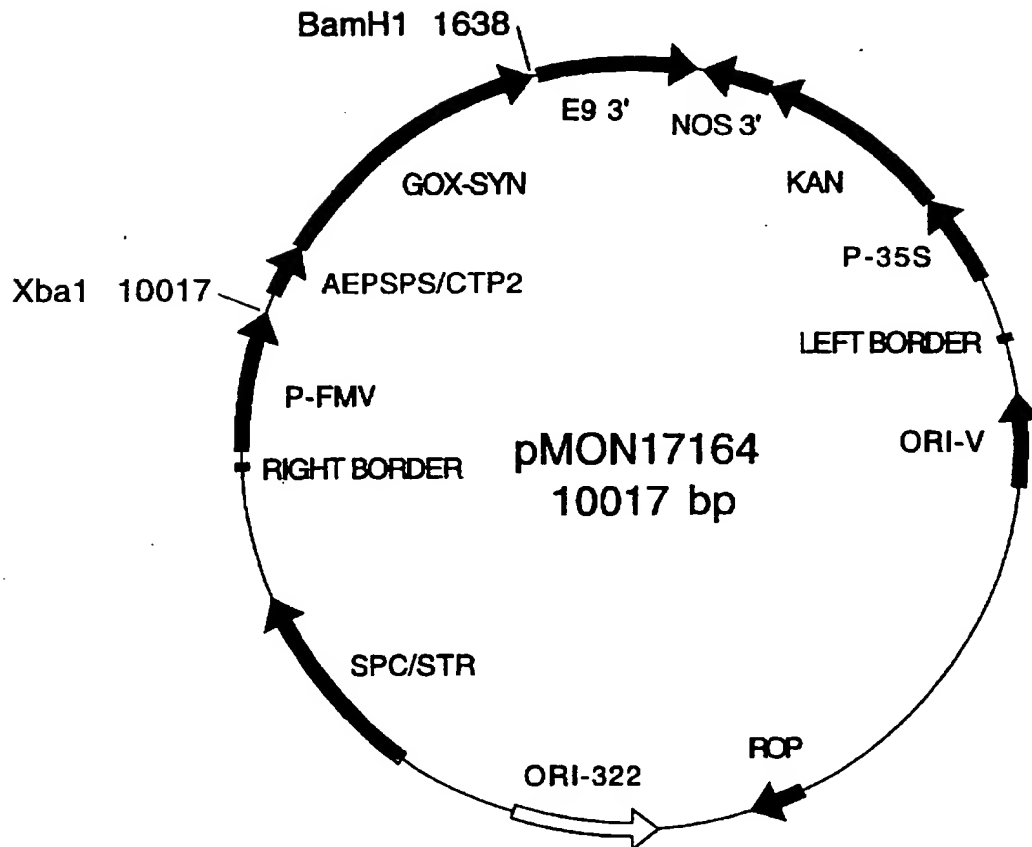 BamH1 1638
E9 3'
NOS 3'
GOX-SYN
KAN
P-35S
AEPSPS/CTP2
Xba1 10017
LEFT BORDER
P-FMV
ORI-V
pMON17164
RIGHT BORDER
10017 bp
SPC/STR
ROP
ORI-322